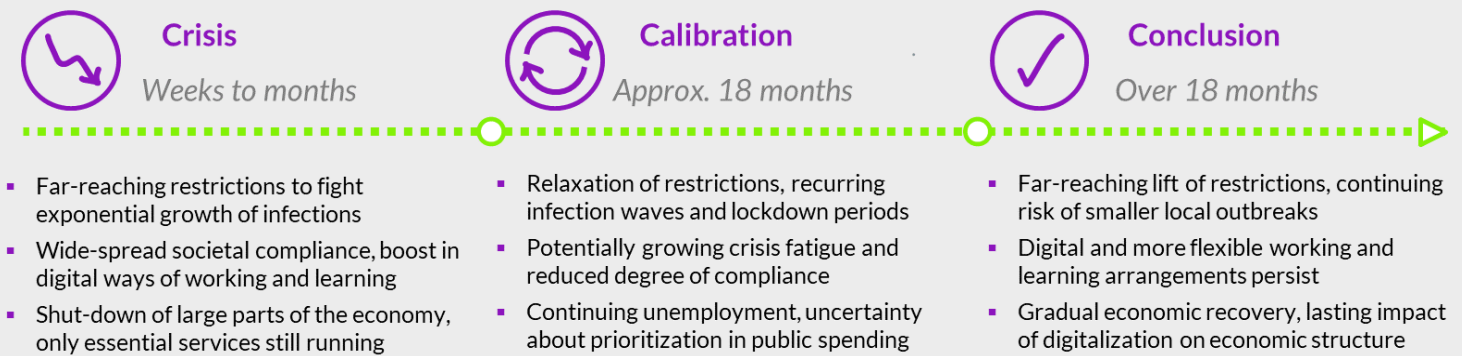 Crisis
Weeks to months
Calibration
Approx. 18 months
Conclusion
Over 18 months
▪ Far-reaching restrictions to fight
exponential growth of infections
▪ Wide-spread societal compliance, boost in
digital ways of working and learning
▪ Shut-down of large parts of the economy,
only essential services still running
▪ Relaxation of restrictions, recurring
infection waves and lockdown periods
▪ Potentially growing crisis fatigue and
reduced degree of compliance
▪ Continuing unemployment, uncertainty
about prioritization in public spending
▪ Far-reaching lift of restrictions, continuing
risk of smaller local outbreaks
▪ Digital and more flexible working and
learning arrangements persist
▪ Gradual economic recovery, lasting impact
of digitalization on economic structure